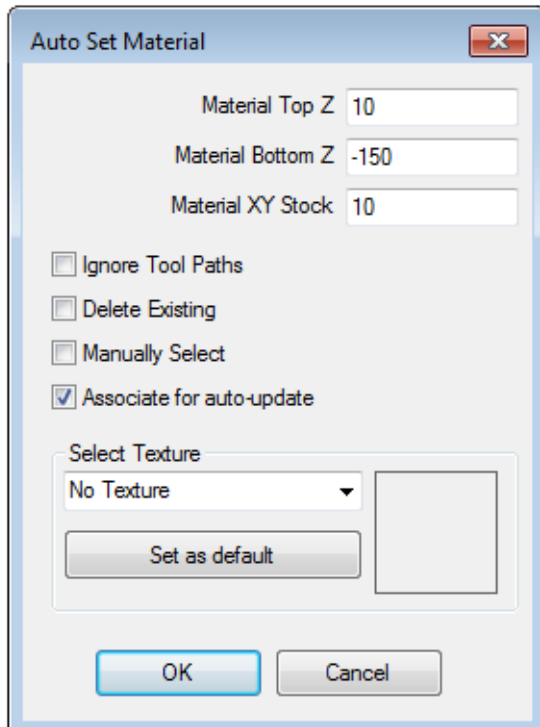 Auto Set Material
Material Top Z 10
Material Bottom Z -150
Material XY Stock 10
Ignore Tool Paths
Delete Existing
Manually Select
Associate for auto-update
Select Texture
No Texture
Set as default
OK Cancel